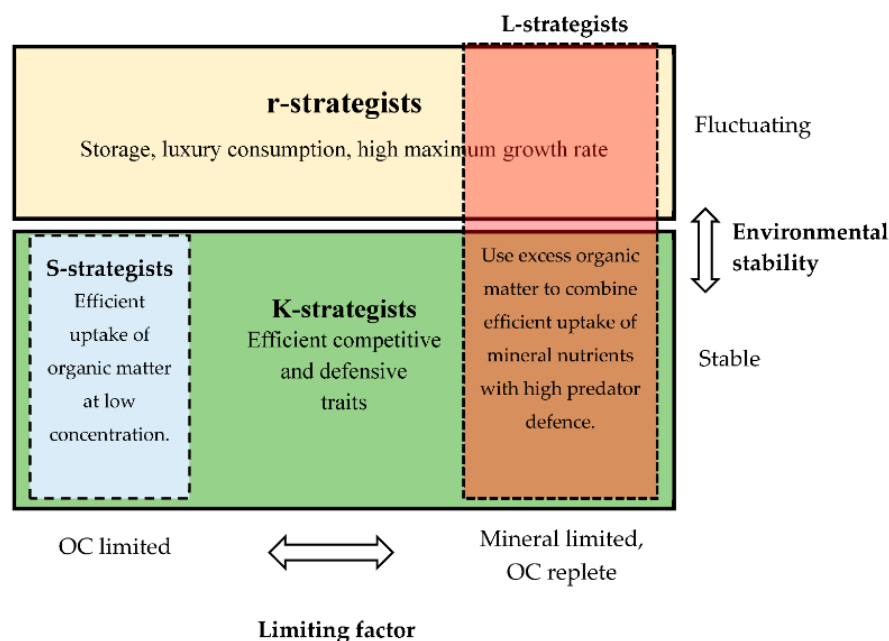 L-strategists
r-strategists
Storage, luxury consumption, high maximum growth rate
Fluctuating
Environmental
stability
S-strategists
Efficient
uptake of
organic matter
at low
concentration.
K-strategists
Efficient competitive
and defensive
traits
Use excess organic
matter to combine
efficient uptake of
mineral nutrients
with high predator
defence.
Stable
OC limited
Mineral limited,
OC replete
Limiting factor